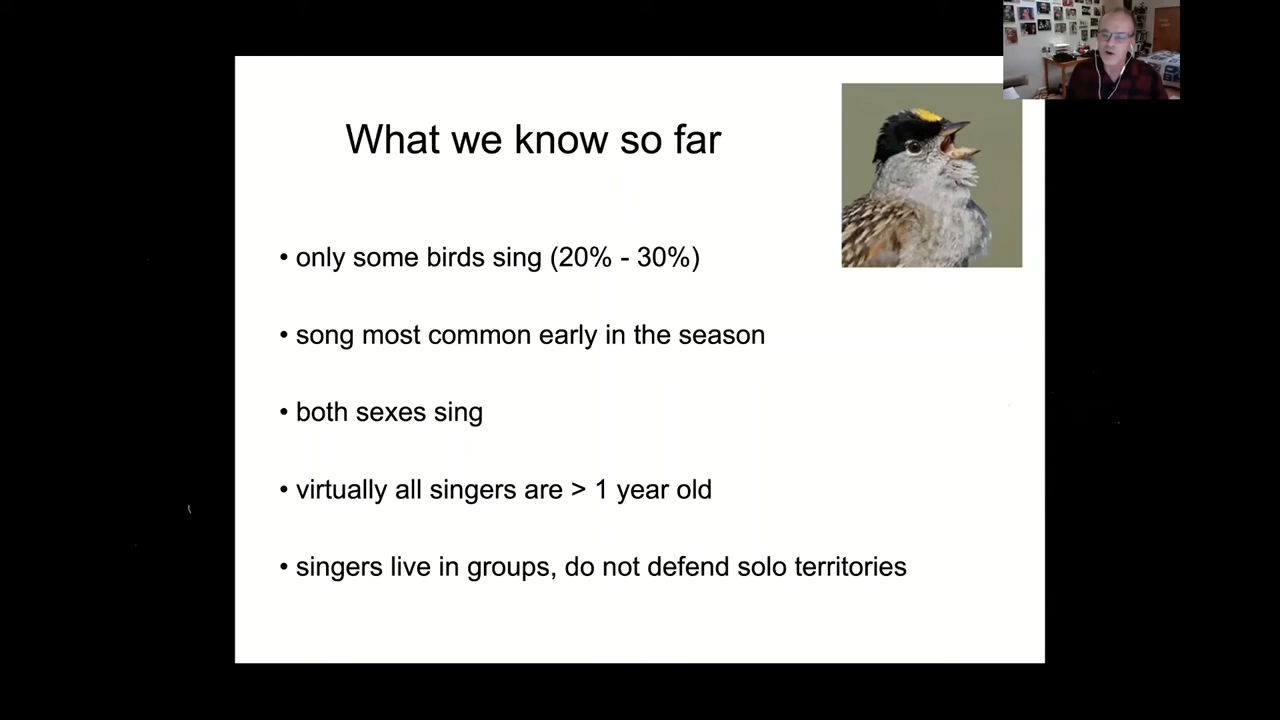 What we know so far
• only some birds sing (20% - 30%)
• song most common early in the season
• both sexes sing
• virtually all singers are > 1 year old
• singers live in groups, do not defend solo territories